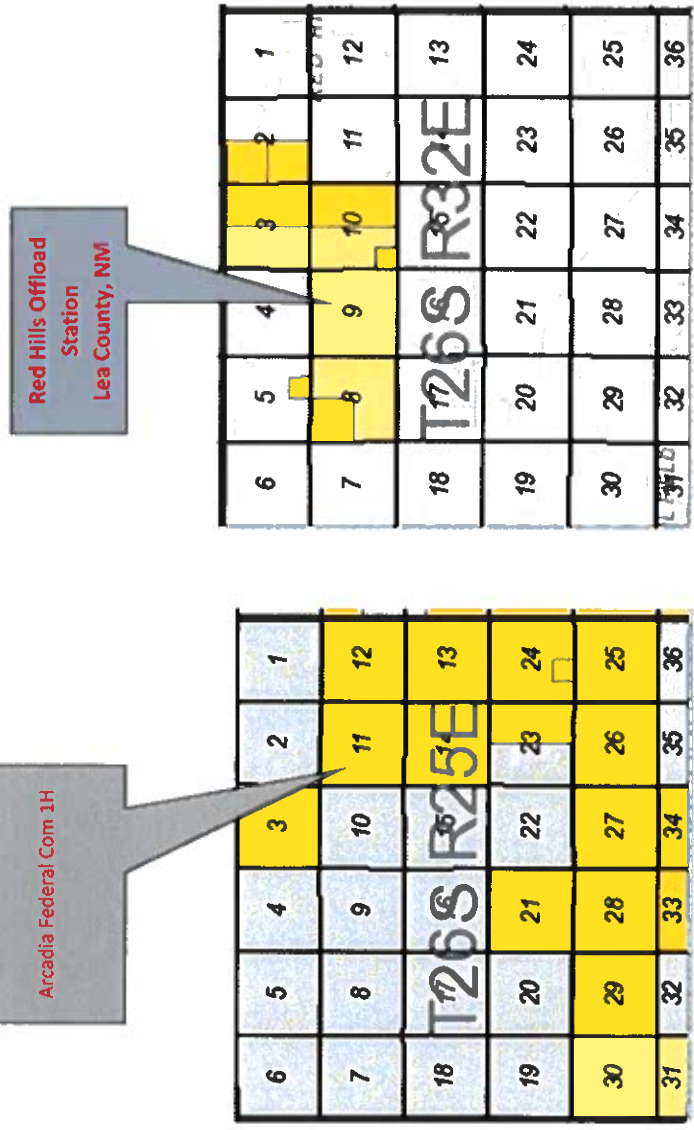 Arcadia Federal Com 1H
6 5 4 3 2 1
7 8 9 10 11 12
18 17 16 15 14 13
T26S R25E
19 20 21 22 23 24
30 29 28 27 26 25
31 32 33 34 35 36
Red Hills Offload
Station
Lea County, NM
6 5 4 3 2 1
7 8 9 10 11 12
18 17 16 15 14 13
T26S R32E
19 20 21 22 23 24
30 29 28 27 26 25
31 32 33 34 35 36